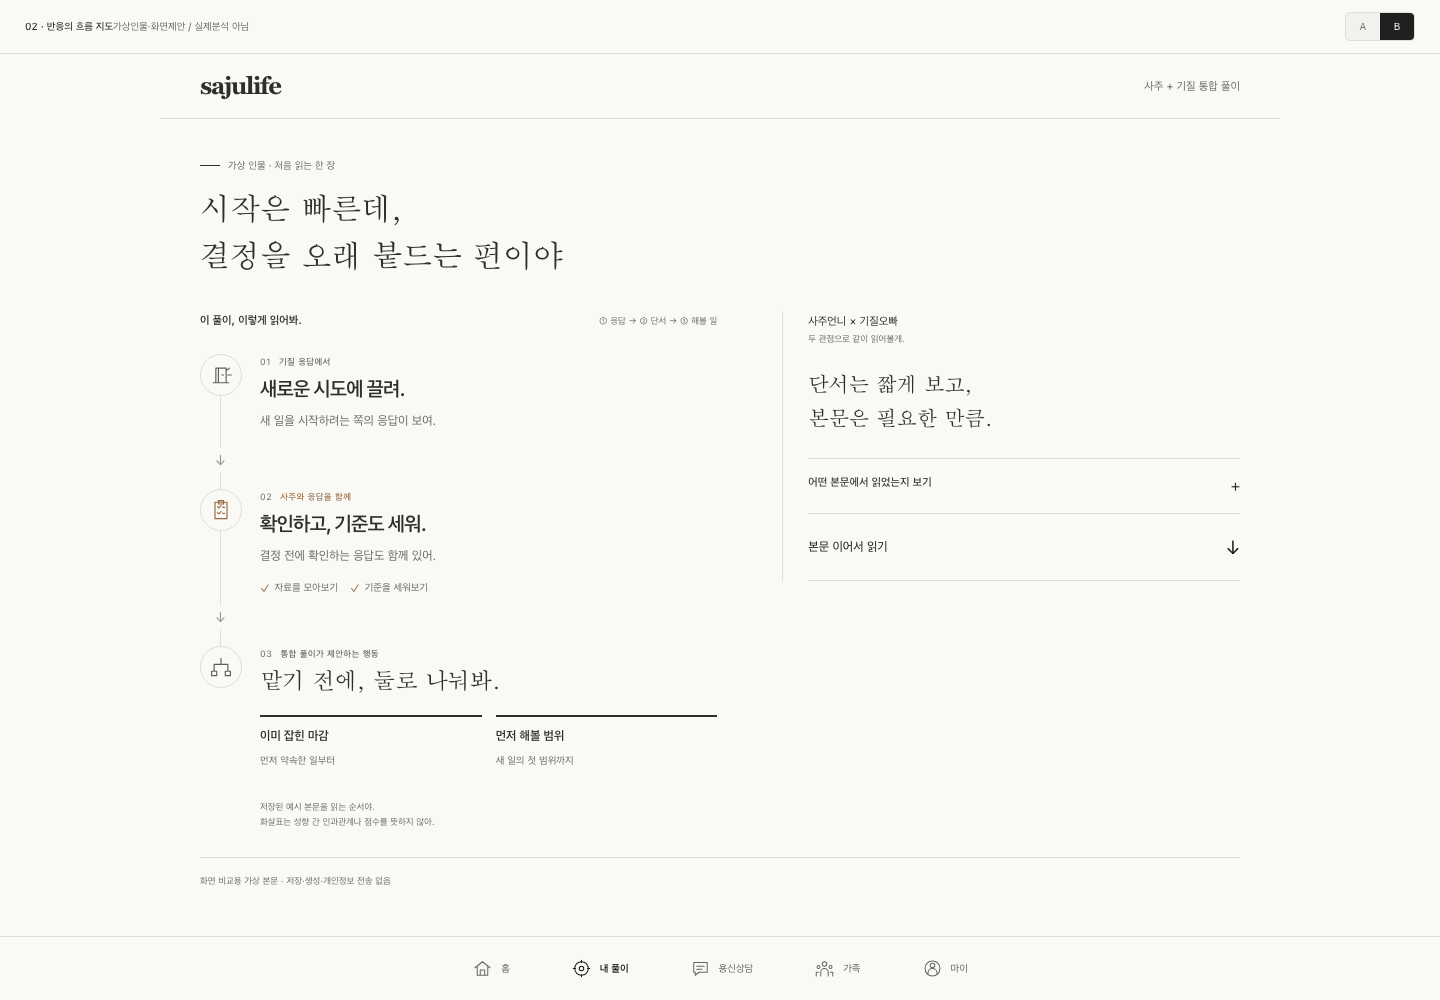 02 · 반응의 흐름 지도가상인물·화면제안 / 실제분석 아님
A B
sajulife
사주 + 기질 통합 풀이
가상 인물 · 처음 읽는 한 장
시작은 빠른데,
결정을 오래 붙드는 편이야
이 풀이, 이렇게 읽어봐.
① 응답 → ② 단서 → ③ 해볼 일
01 기질 응답에서
새로운 시도에 끌려.
새 일을 시작하려는 쪽의 응답이 보여.
02 사주와 응답을 함께
확인하고, 기준도 세워.
결정 전에 확인하는 응답도 함께 있어.
자료를 모아보기 기준을 세워보기
03 통합 풀이가 제안하는 행동
맡기 전에, 둘로 나눠봐.
이미 잡힌 마감
먼저 약속한 일부터
먼저 해볼 범위
새 일의 첫 범위까지
저장된 예시 본문을 읽는 순서야.
화살표는 성향 간 인과관계나 점수를 뜻하지 않아.
사주언니 × 기질오빠
두 관점으로 같이 읽어볼게.
단서는 짧게 보고,
본문은 필요한 만큼.
어떤 본문에서 읽었는지 보기 +
본문 이어서 읽기 ↓
화면 비교용 가상 본문 · 저장·생성·개인정보 전송 없음
홈 내 풀이 용신상담 가족 마이